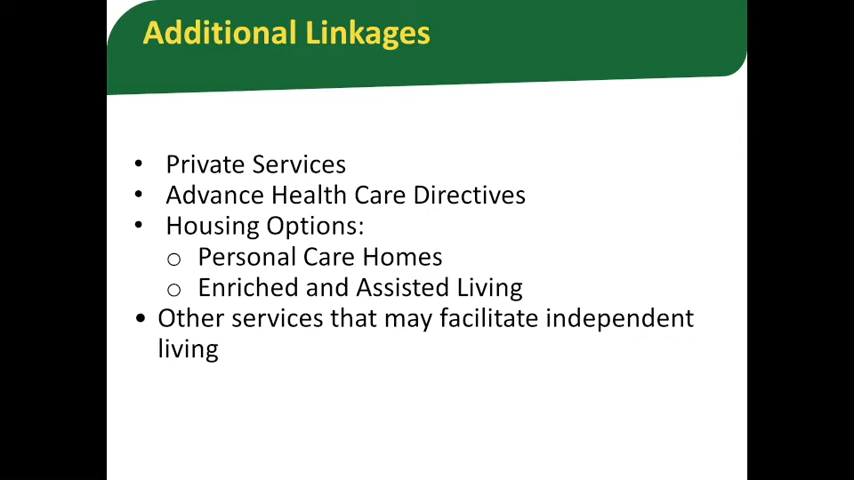 Additional Linkages
• Private Services
• Advance Health Care Directives
• Housing Options:
o Personal Care Homes
o Enriched and Assisted Living
• Other services that may facilitate independent
living